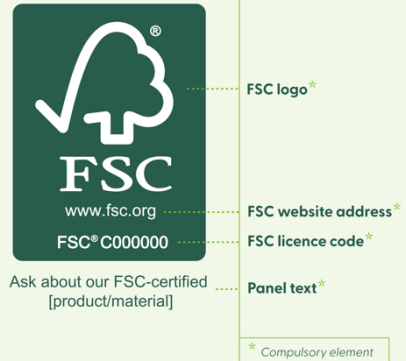 ®
FSC
www.fsc.org
FSC® C000000
Ask about our FSC-certified
[product/material]
FSC logo*
FSC website address*
FSC licence code*
Panel text*
* Compulsory element